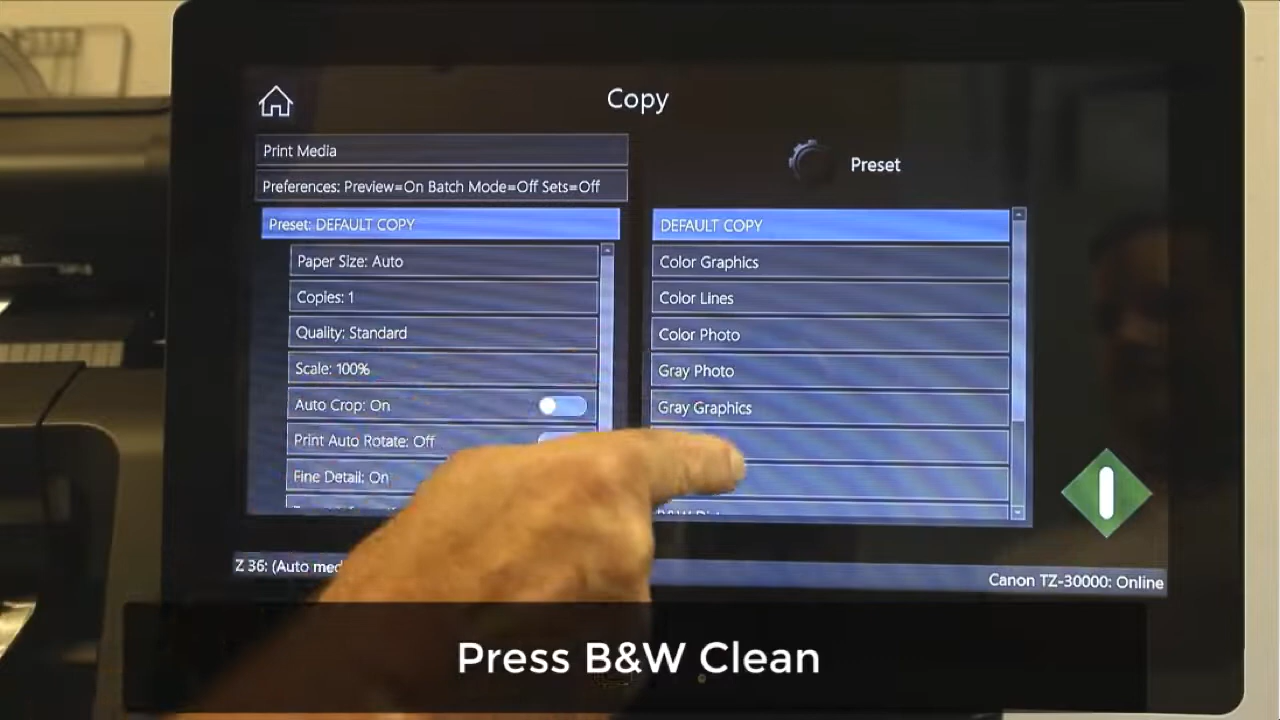 Copy
Print Media
Preferences: Preview=On Batch Mode=Off Sets=Off
Preset: DEFAULT COPY
Paper Size: Auto
Copies: 1
Quality: Standard
Scale: 100%
Auto Crop: On
Print Auto Rotate: Off
Fine Detail: On
Preset
DEFAULT COPY
Color Graphics
Color Lines
Color Photo
Gray Photo
Gray Graphics
Z 36: (Auto med
Canon TZ-30000: Online
Press B&W Clean